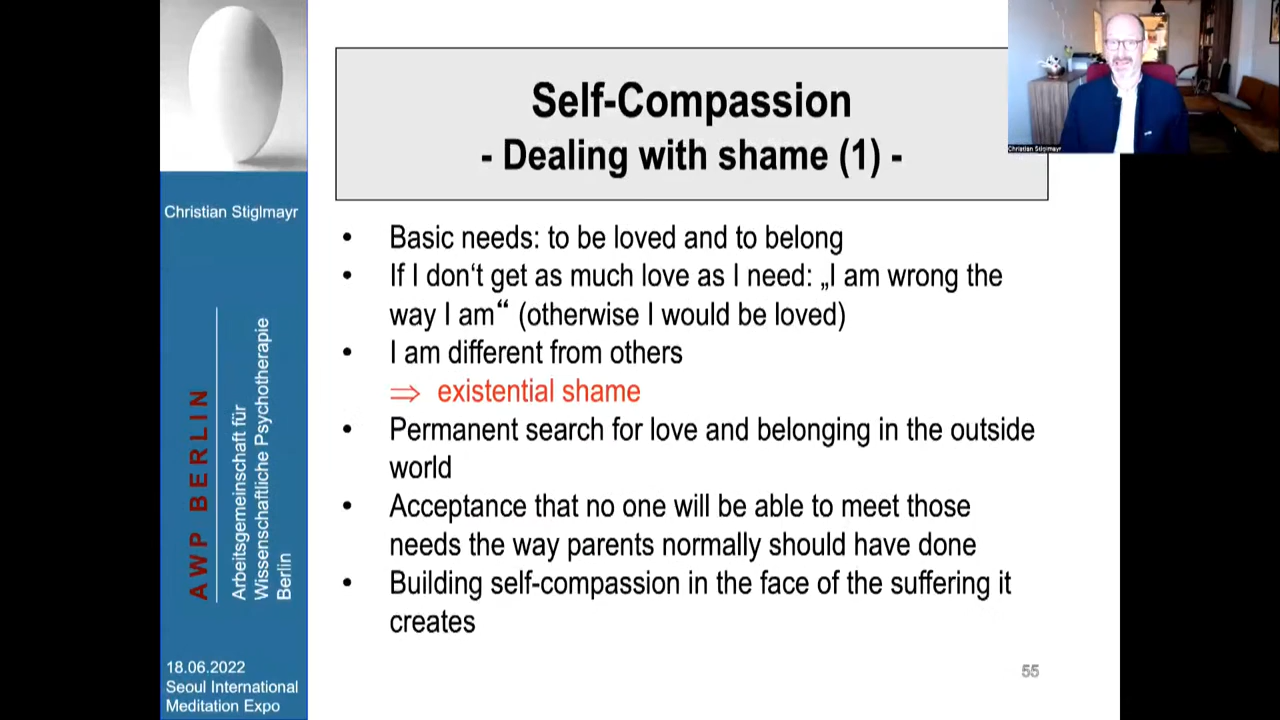 Self-Compassion
- Dealing with shame (1) -
Christian Stiglmayr
Christian Stiglmayr
• Basic needs: to be loved and to belong
• If I don‘t get as much love as I need: „I am wrong the
way I am“ (otherwise I would be loved)
• I am different from others
⇒ existential shame
• Permanent search for love and belonging in the outside
world
• Acceptance that no one will be able to meet those
needs the way parents normally should have done
• Building self-compassion in the face of the suffering it
creates
AWP BERLIN
Arbeitsgemeinschaft für
Wissenschaftliche Psychotherapie
Berlin
18.06.2022
Seoul International
Meditation Expo
55